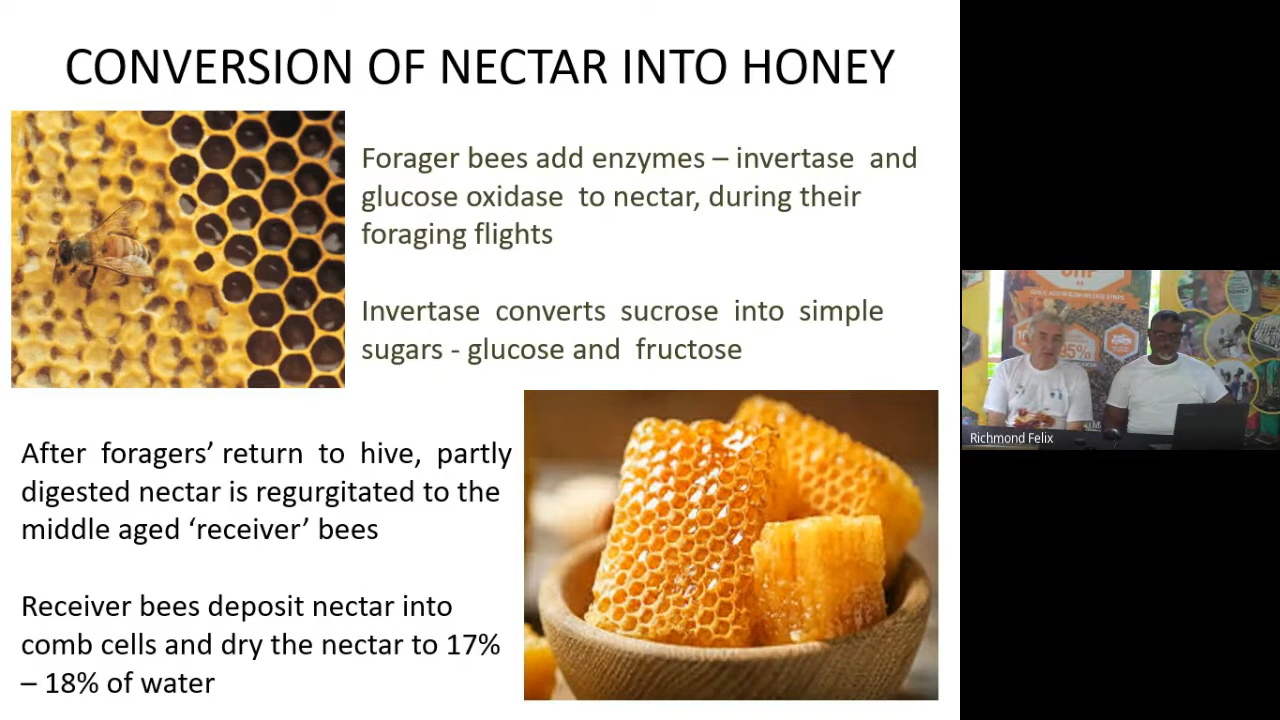 CONVERSION OF NECTAR INTO HONEY
Forager bees add enzymes – invertase and
glucose oxidase to nectar, during their
foraging flights
Invertase converts sucrose into simple
sugars - glucose and fructose
After foragers’ return to hive, partly
digested nectar is regurgitated to the
middle aged ‘receiver’ bees
Receiver bees deposit nectar into
comb cells and dry the nectar to 17%
– 18% of water
95%
Richmond Felix